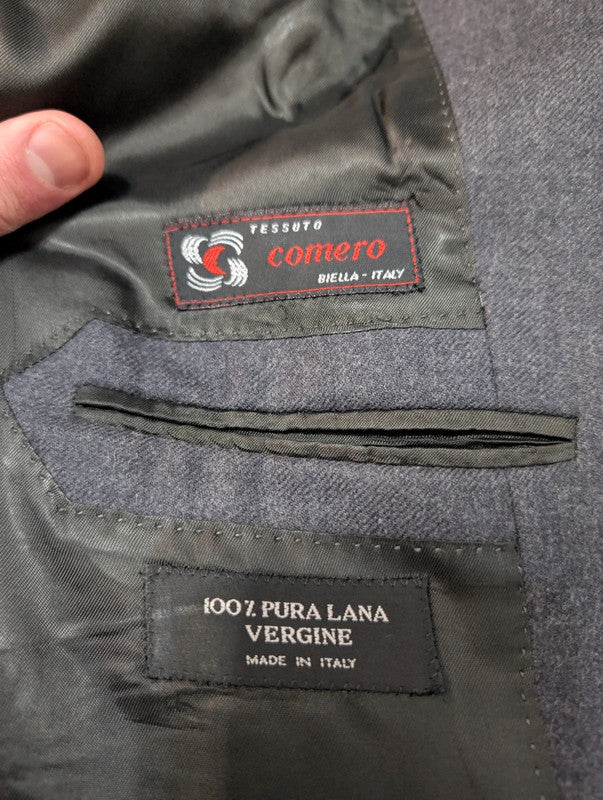 TESSUTO
comero
BIELLA - ITALY
100% PURA LANA
VERGINE
MADE IN ITALY